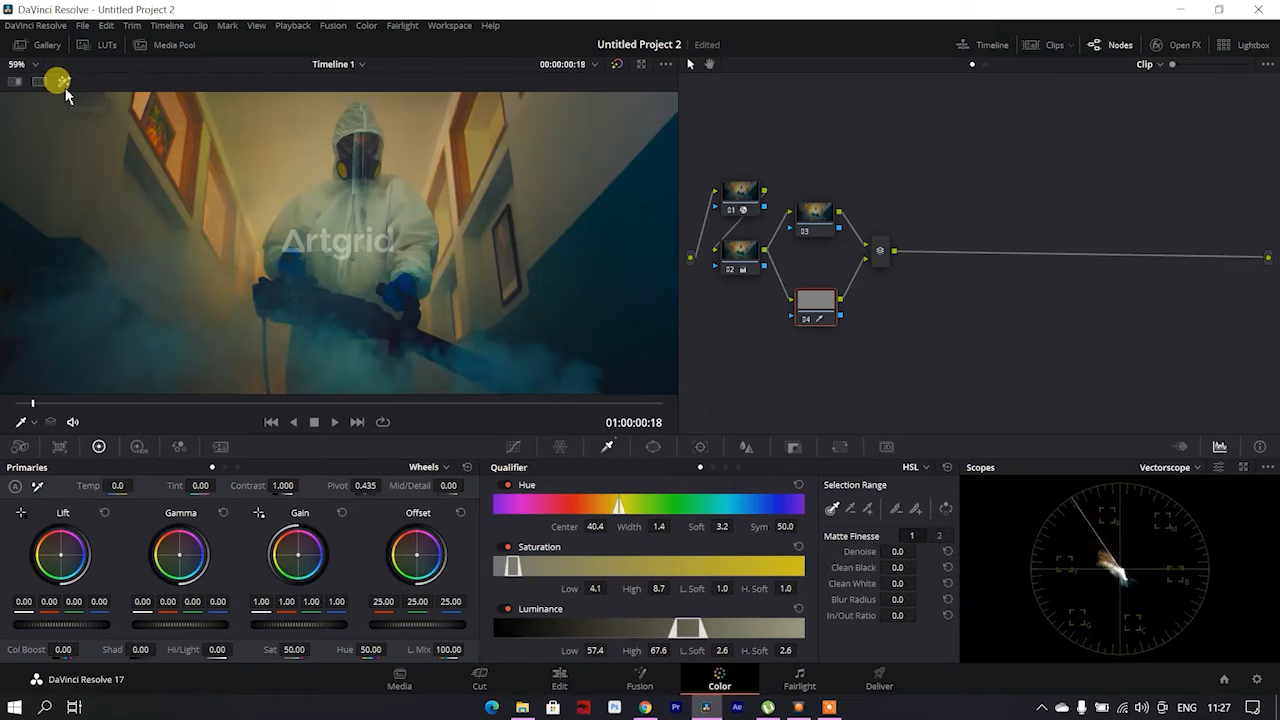 DaVinci Resolve - Untitled Project 2
DaVinci Resolve File Edit Trim Timeline Clip Mark View Playback Fusion Color Fairlight Workspace Help
Gallery LUTs Media Pool Untitled Project 2 Edited Timeline Clips Nodes Open FX Lightbox
59% Timeline 1 00:00:00:18 Clip
Artgrid
01
02
03
04
01:00:00:18
Primaries Wheels Qualifier HSL Scopes Vectorscope
Temp 0.0 Tint 0.00 Contrast 1.000 Pivot 0.435 Mid/Detail 0.00
Lift Gamma Gain Offset
0.00 0.00 0.00 0.00 0.00 0.00 0.00 0.00 1.00 1.00 1.00 1.00 25.00 25.00 25.00
Col Boost 0.00 Shad 0.00 Hi/Light 0.00 Sat 50.00 Hue 50.00 L. Mix 100.00
Hue
Center 40.4 Width 1.4 Soft 3.2 Sym 50.0
Saturation
Low 4.1 High 8.7 L. Soft 1.0 H. Soft 1.0
Luminance
Low 57.4 High 67.6 L. Soft 2.6 H. Soft 2.6
Selection Range
Matte Finesse 1 2
Denoise 0.0
Clean Black 0.0
Clean White 0.0
Blur Radius 0.0
In/Out Ratio 0.0
DaVinci Resolve 17 Media Cut Edit Fusion Color Fairlight Deliver
ENG 11:27